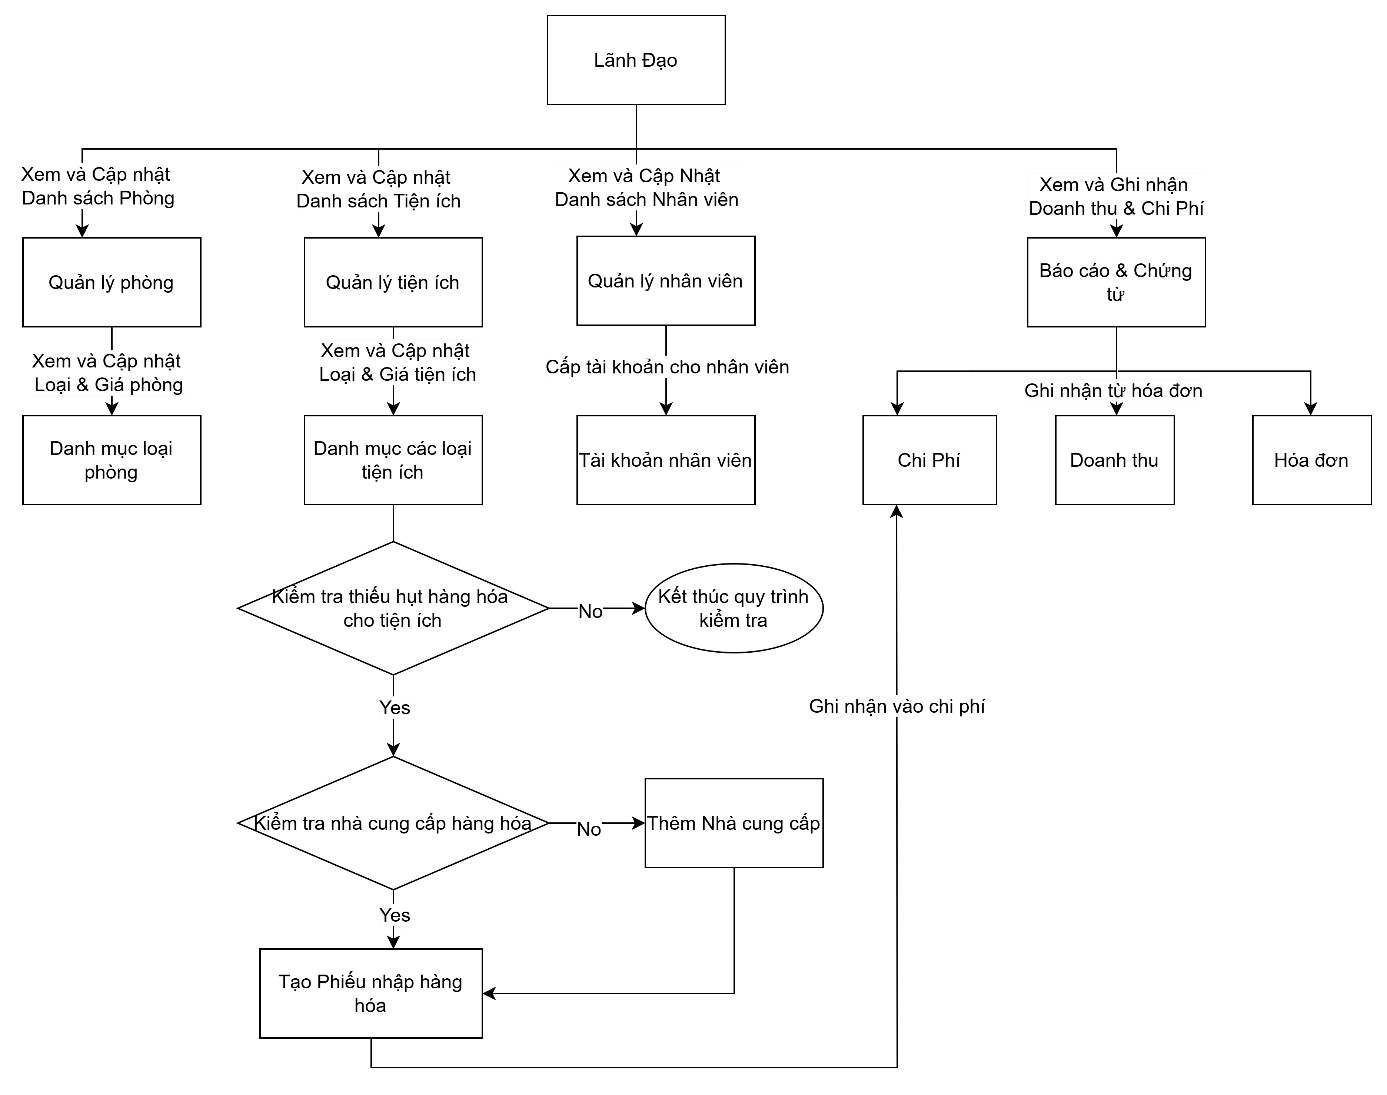 Lãnh Đạo
Xem và Cập nhật
Danh sách Phòng
Xem và Cập nhật
Danh sách Tiện ích
Xem và Cập Nhật
Danh sách Nhân viên
Xem và Ghi nhận
Doanh thu & Chi Phí
Quản lý phòng
Quản lý tiện ích
Quản lý nhân viên
Báo cáo & Chứng
từ
Xem và Cập nhật
Loại & Giá phòng
Xem và Cập nhật
Loại & Giá tiện ích
Cấp tài khoản cho nhân viên
Ghi nhận từ hóa đơn
Danh mục loại
phòng
Danh mục các loại
tiện ích
Tài khoản nhân viên
Chi Phí
Doanh thu
Hóa đơn
Kiểm tra thiếu hụt hàng hóa
cho tiện ích
No
Kết thúc quy trình
kiểm tra
Yes
Ghi nhận vào chi phí
Kiểm tra nhà cung cấp hàng hóa
No
Thêm Nhà cung cấp
Yes
Tạo Phiếu nhập hàng
hóa